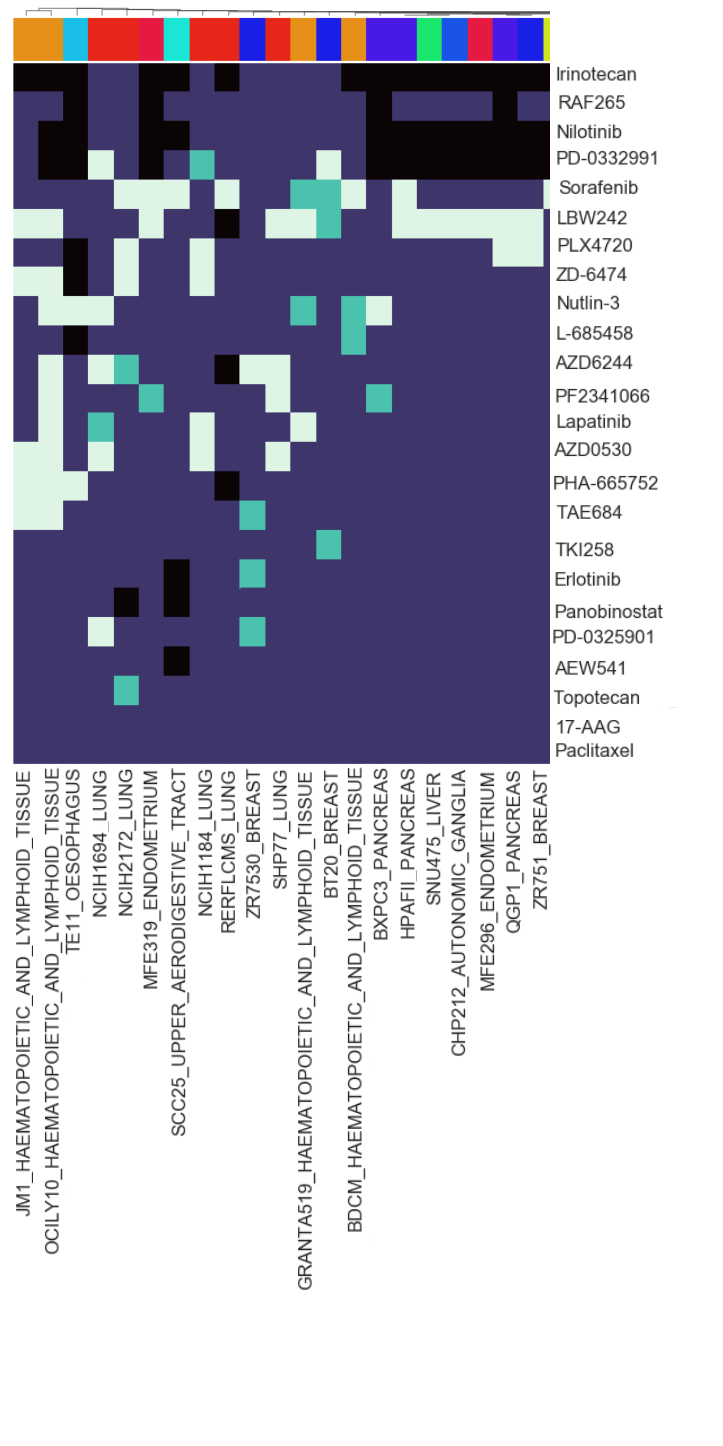 Irinotecan
RAF265
Nilotinib
PD-0332991
Sorafenib
LBW242
PLX4720
ZD-6474
Nutlin-3
L-685458
AZD6244
PF2341066
Lapatinib
AZD0530
PHA-665752
TAE684
TKI258
Erlotinib
Panobinostat
PD-0325901
AEW541
Topotecan
17-AAG
Paclitaxel
JM1_HAEMATOPOIETIC_AND_LYMPHOID_TISSUE
OCILY10_HAEMATOPOIETIC_AND_LYMPHOID_TISSUE
TE11_OESOPHAGUS
NCIH1694_LUNG
NCIH2172_LUNG
MFE319_ENDOMETRIUM
SCC25_UPPER_AERODIGESTIVE_TRACT
NCIH1184_LUNG
RERFLCMS_LUNG
ZR7530_BREAST
SHP77_LUNG
GRANTA519_HAEMATOPOIETIC_AND_LYMPHOID_TISSUE
BT20_BREAST
BDCM_HAEMATOPOIETIC_AND_LYMPHOID_TISSUE
BXPC3_PANCREAS
HPAFII_PANCREAS
SNU475_LIVER
CHP212_AUTONOMIC_GANGLIA
MFE296_ENDOMETRIUM
QGP1_PANCREAS
ZR751_BREAST